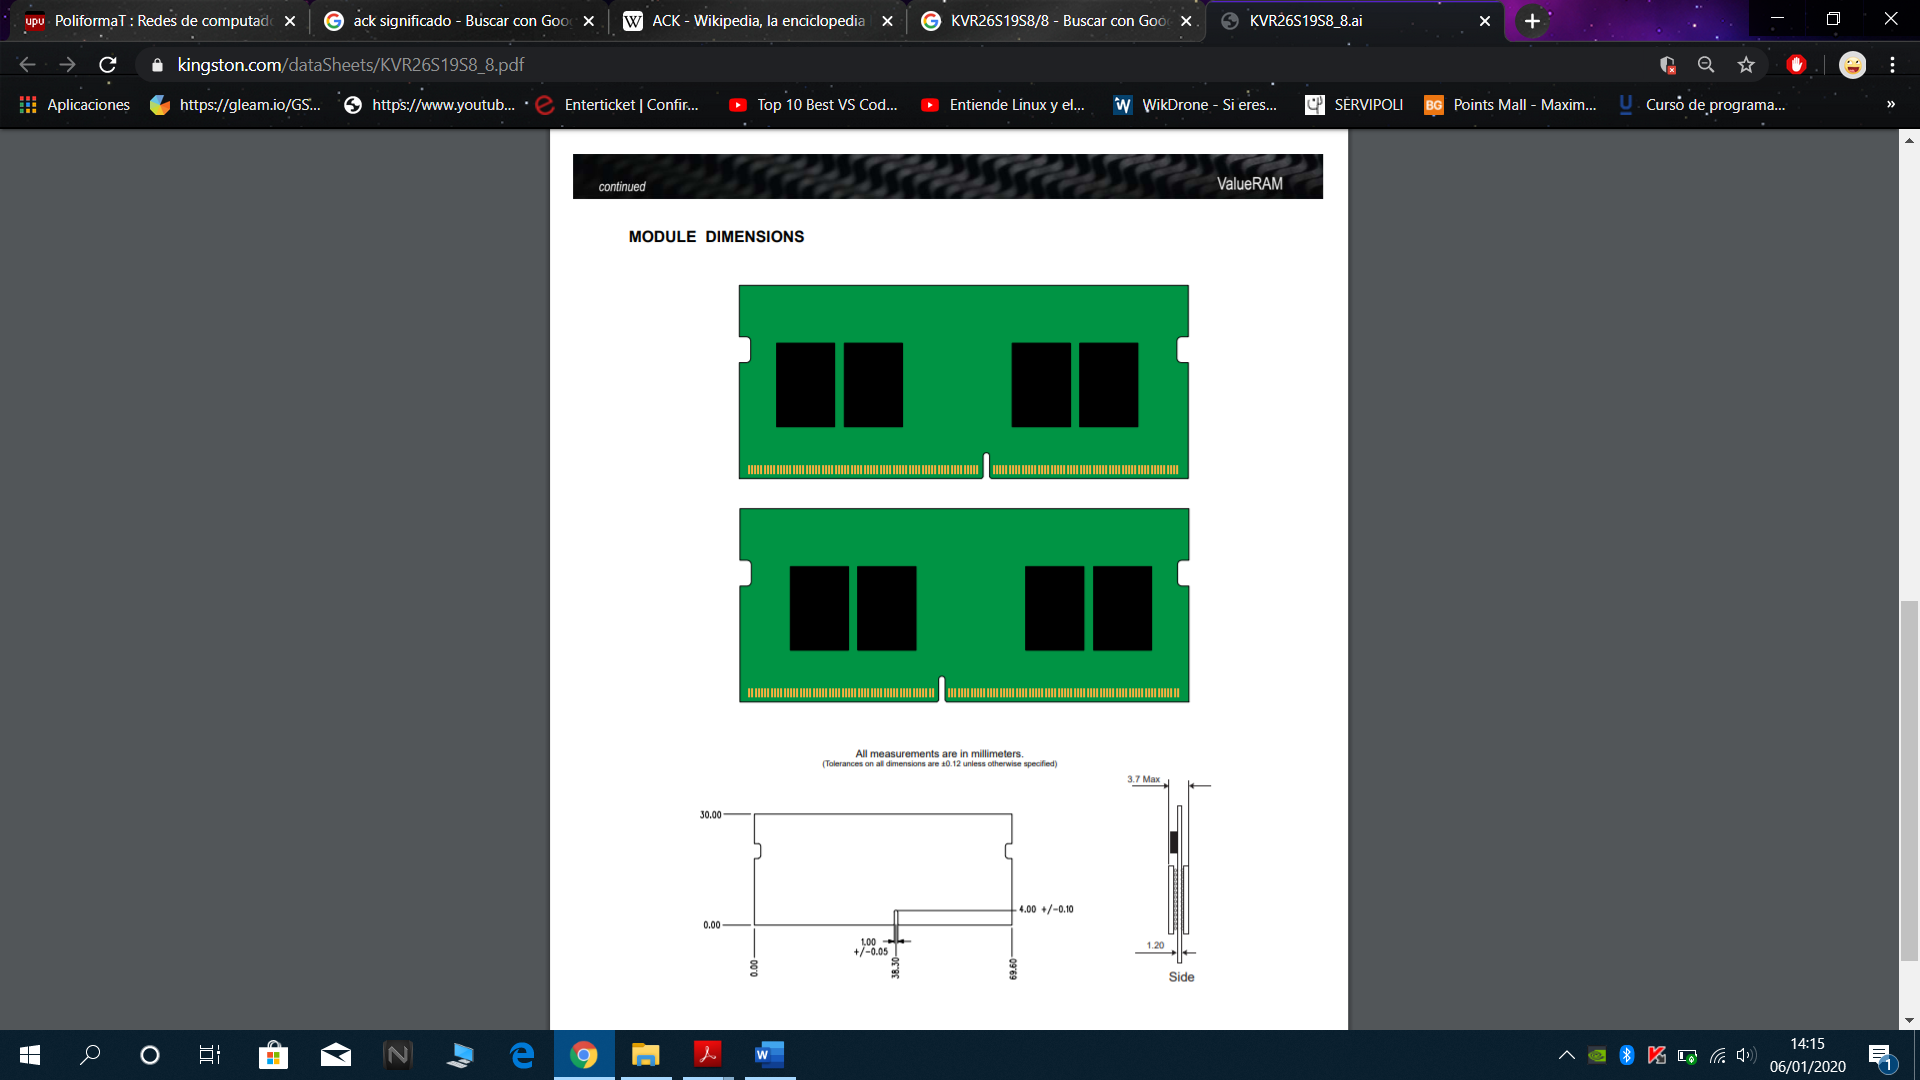 upv PoliformaT : Redes de computad
ack significado - Buscar con Goo
W ACK - Wikipedia, la enciclopedia
KVR26S19S8/8 - Buscar con Goo
KVR26S19S8_8.ai
kingston.com/dataSheets/KVR26S19S8_8.pdf
Aplicaciones
https://gleam.io/GS...
https://www.youtub...
Enterticket | Confir...
Top 10 Best VS Cod...
Entiende Linux y el...
WikDrone - Si eres...
SERVIPOLI
BG Points Mall - Maxim...
U Curso de programa...
»
continued
ValueRAM
MODULE DIMENSIONS
All measurements are in millimeters.
(Tolerances on all dimensions are ±0.12 unless otherwise specified)
3.7 Max
30.00
0.00
4.00 +/-0.10
1.00
+/-0.05
0.00
38.30
69.60
1.20
Side
14:15
06/01/2020
1